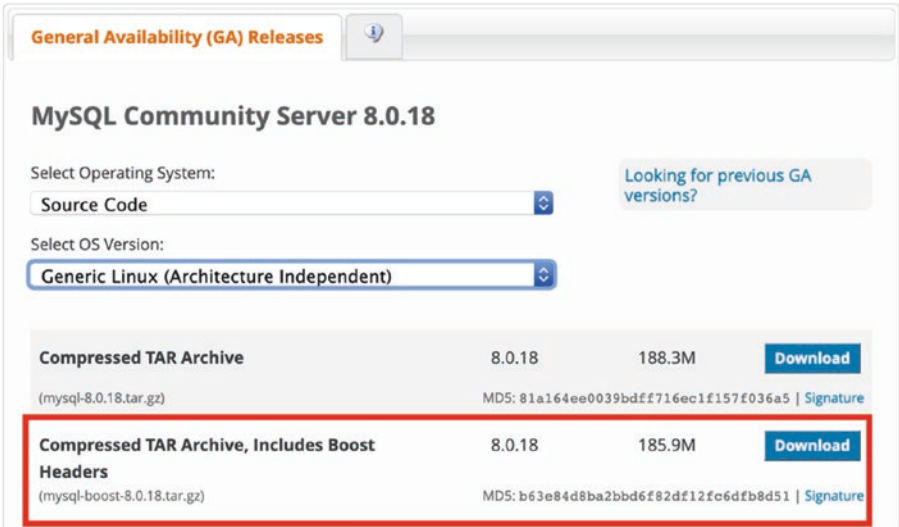 General Availability (GA) Releases
MySQL Community Server 8.0.18
Select Operating System:
Source Code
Looking for previous GA
versions?
Select OS Version:
Generic Linux (Architecture Independent)
Compressed TAR Archive 8.0.18 188.3M Download
(mysql-8.0.18.tar.gz) MD5: 81a164ee0039bdff716ec1f157f036a5 | Signature
Compressed TAR Archive, Includes Boost 8.0.18 185.9M Download
Headers
(mysql-boost-8.0.18.tar.gz) MD5: b63e84d8ba2bbd6f82df12fc6dfb8d51 | Signature